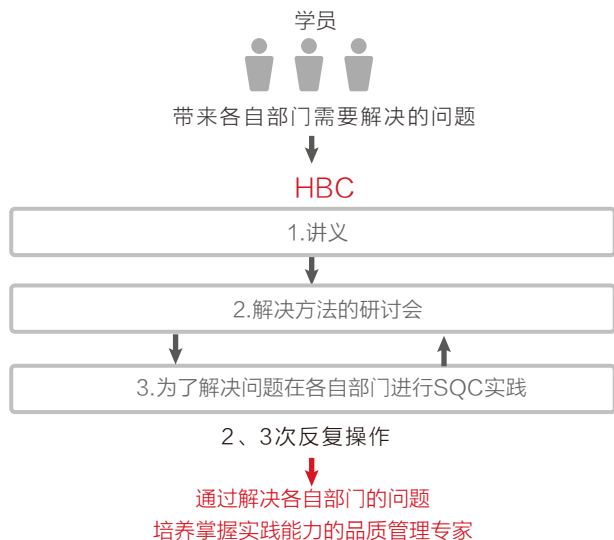 学员
带来各自部门需要解决的问题
HBC
1.讲义
2.解决方法的研讨会
3.为了解决问题在各自部门进行SQC实践
2、3次反复操作
通过解决各自部门的问题
培养掌握实践能力的品质管理专家